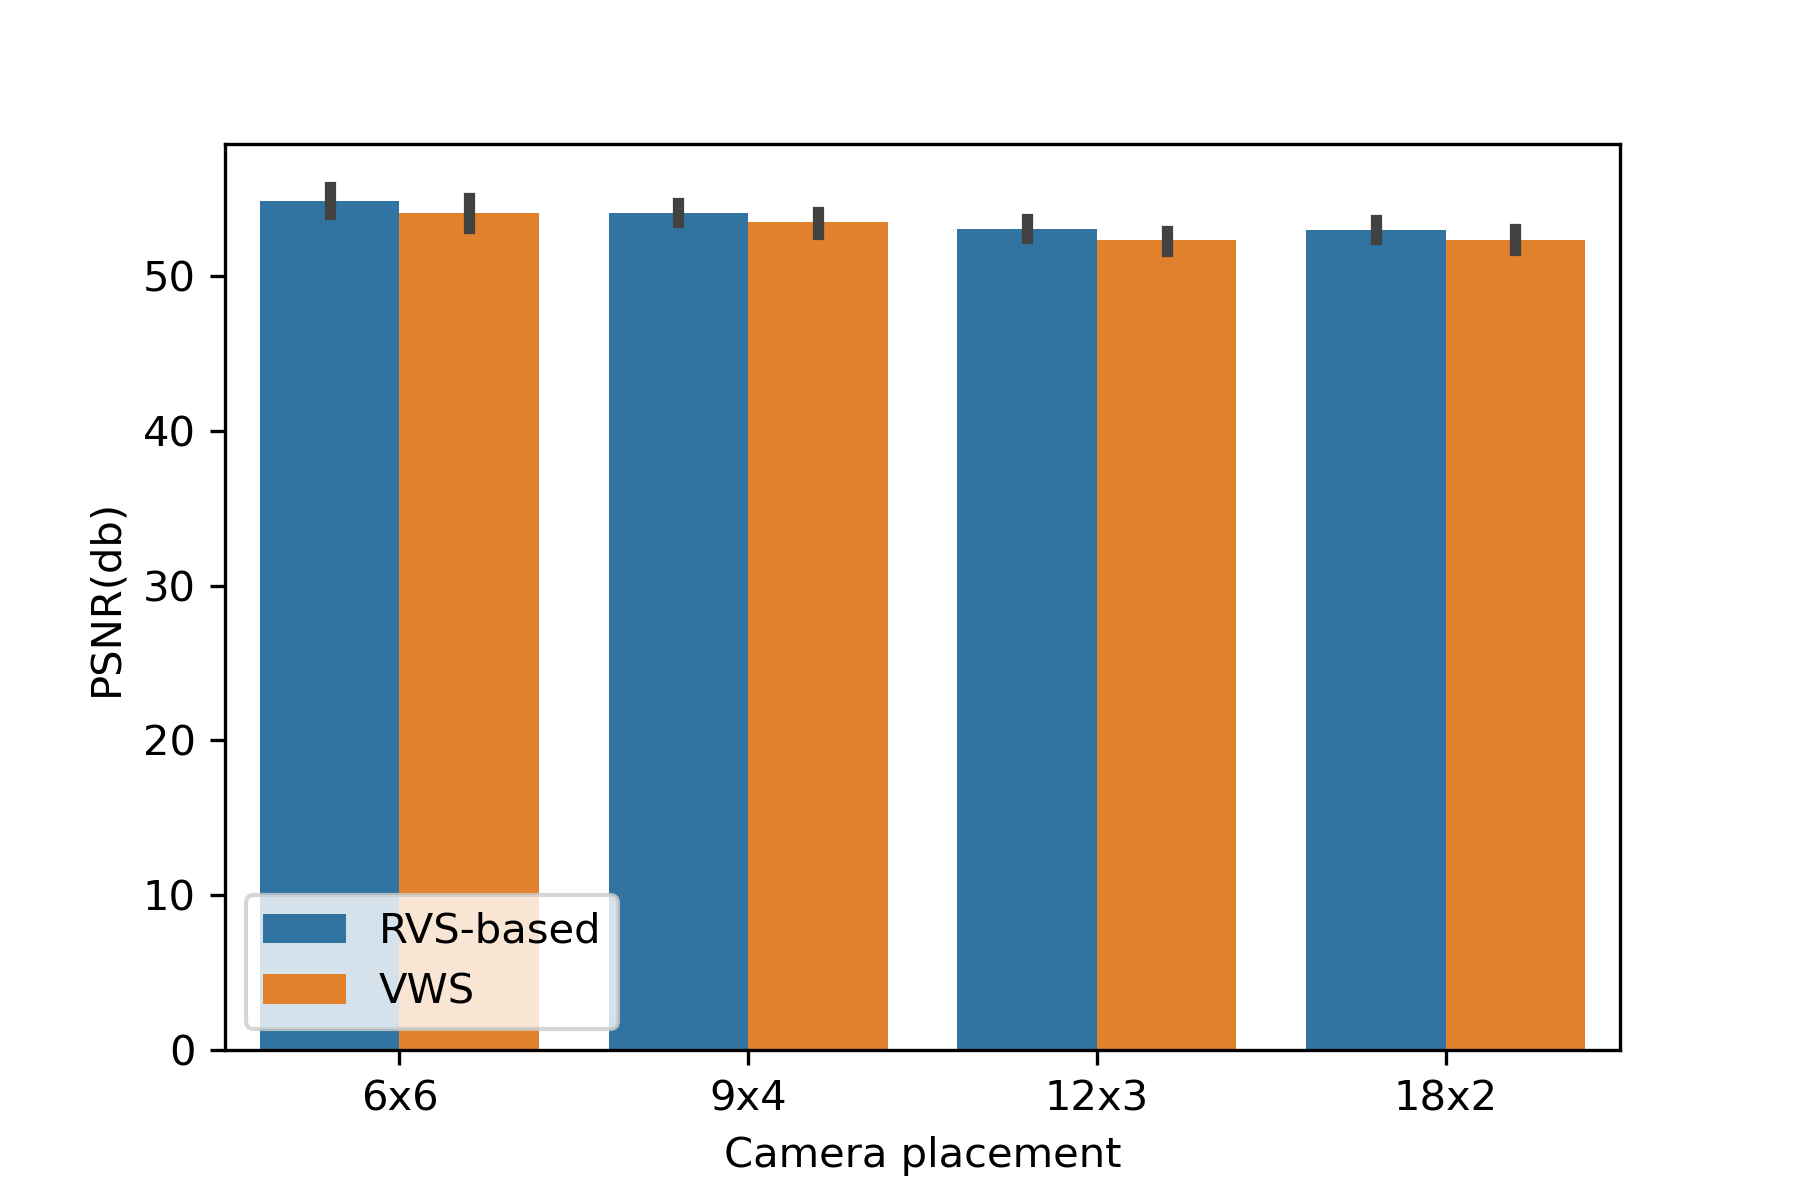 50
40
30
20
10
0
PSNR(db)
RVS-based
VWS
6x6
9x4
12x3
18x2
Camera placement